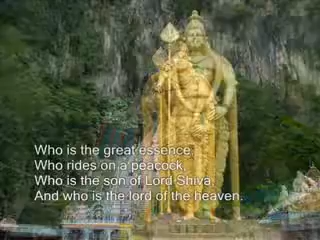 Who is the great essence,
Who rides on a peacock,
Who is the son of Lord Shiva,
And who is the lord of the heaven.